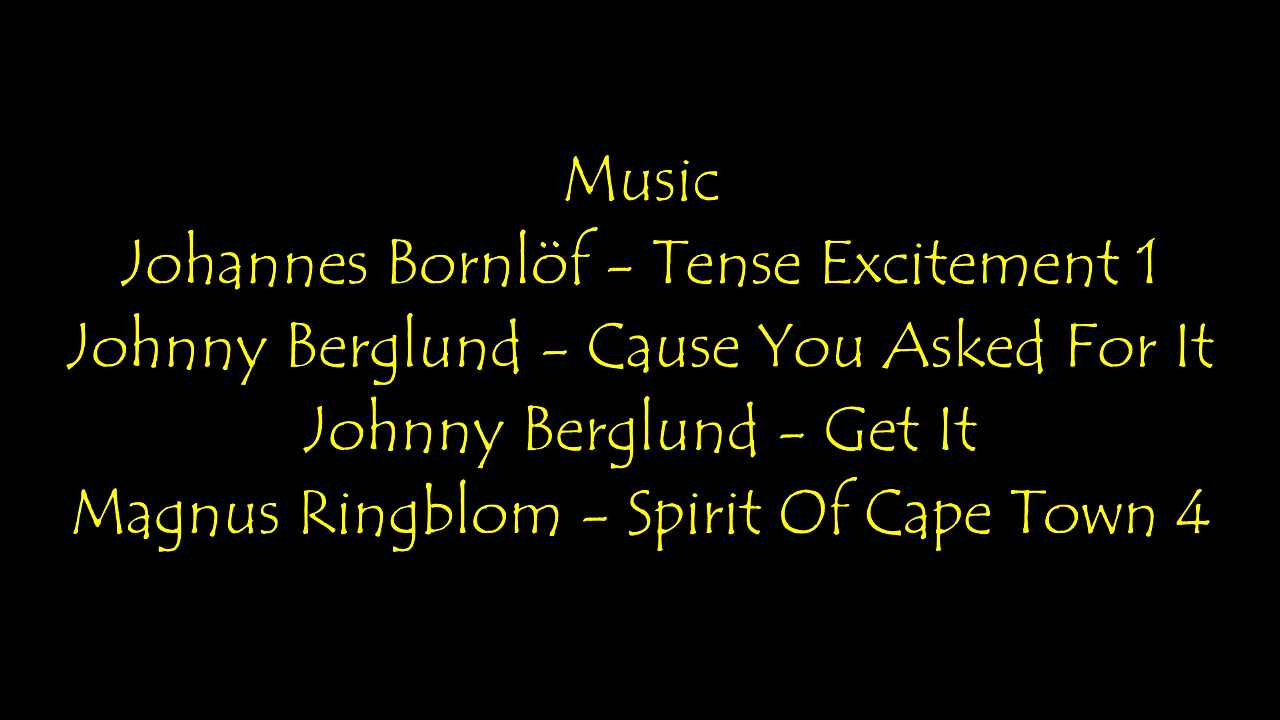 Music
Johannes Bornlöf - Tense Excitement 1
Johnny Berglund - Cause You Asked For It
Johnny Berglund - Get It
Magnus Ringblom - Spirit Of Cape Town 4